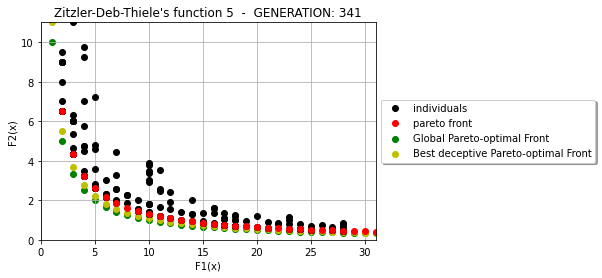 Zitzler-Deb-Thiele's function 5  -  GENERATION: 341
10
8
6
4
2
0
F2(x)
0 5 10 15 20 25 30
F1(x)
individuals
pareto front
Global Pareto-optimal Front
Best deceptive Pareto-optimal Front